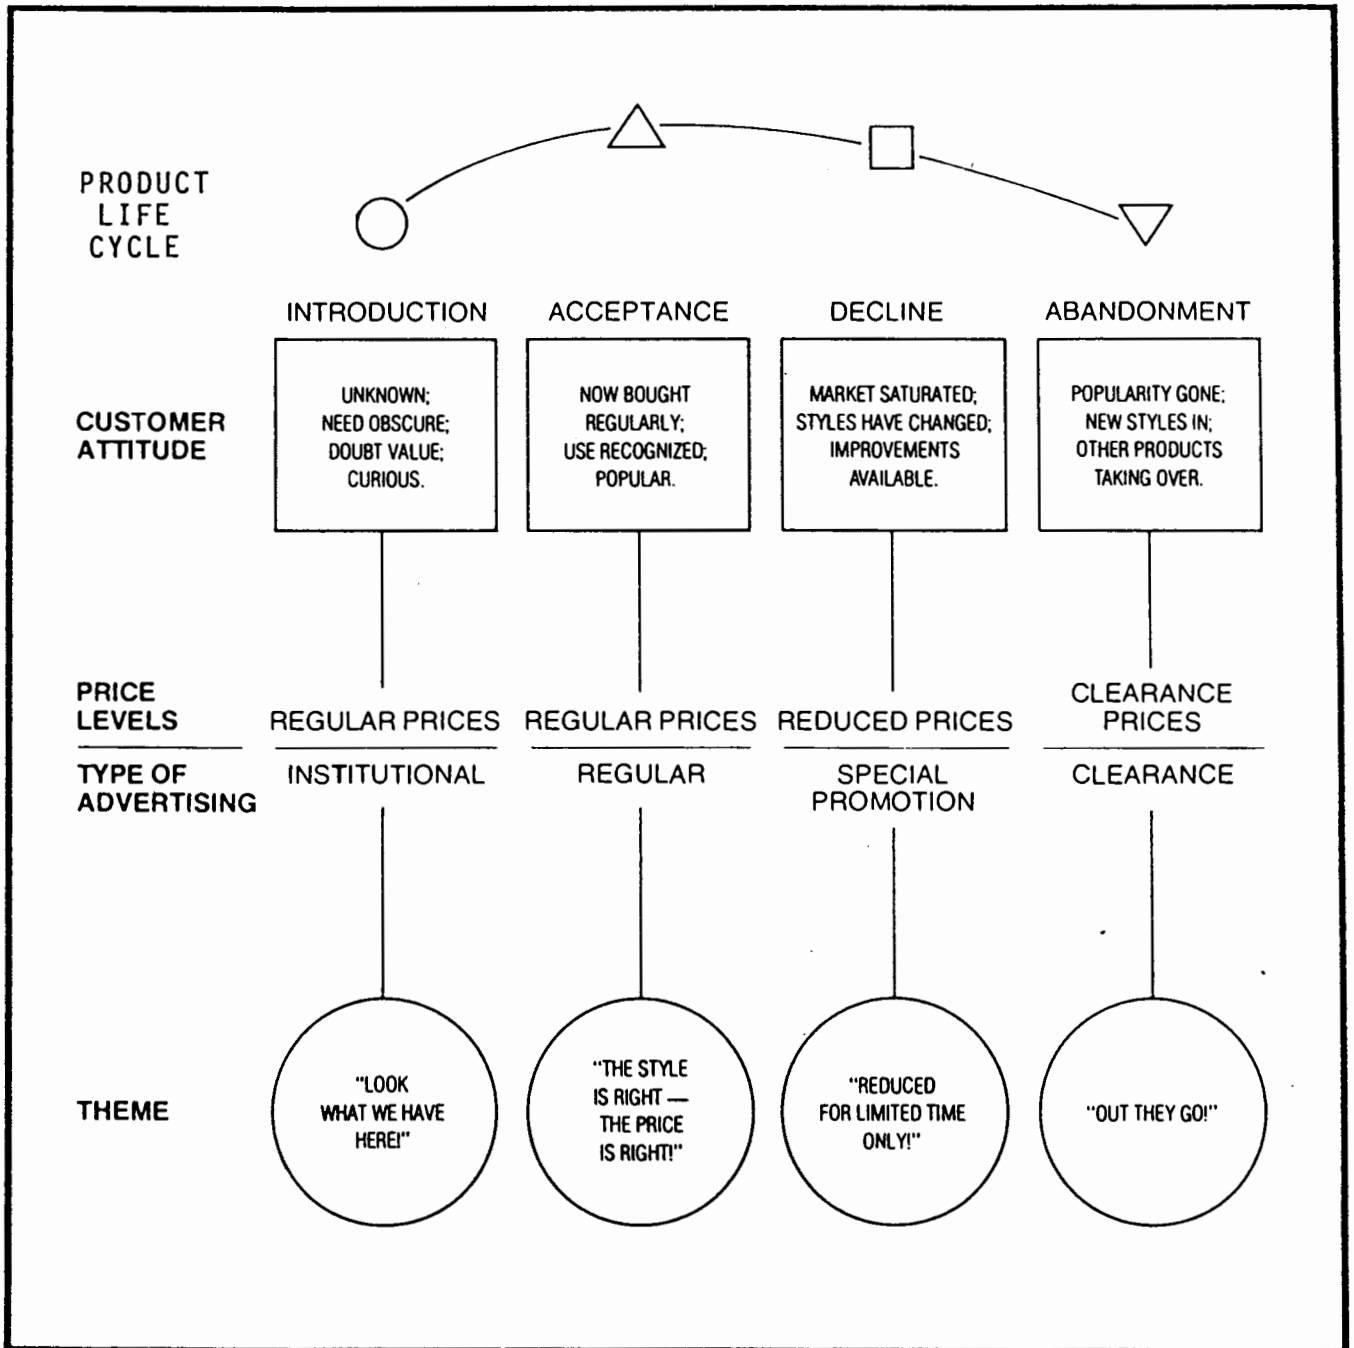 PRODUCT
LIFE
CYCLE
INTRODUCTION
ACCEPTANCE
DECLINE
ABANDONMENT
CUSTOMER
ATTITUDE
UNKNOWN;
NEED OBSCURE;
DOUBT VALUE;
CURIOUS.
NOW BOUGHT
REGULARLY;
USE RECOGNIZED;
POPULAR.
MARKET SATURATED;
STYLES HAVE CHANGED;
IMPROVEMENTS
AVAILABLE.
POPULARITY GONE;
NEW STYLES IN;
OTHER PRODUCTS
TAKING OVER.
PRICE
LEVELS
REGULAR PRICES
REGULAR PRICES
REDUCED PRICES
CLEARANCE
PRICES
TYPE OF
ADVERTISING
INSTITUTIONAL
REGULAR
SPECIAL
PROMOTION
CLEARANCE
THEME
"LOOK
WHAT WE HAVE
HERE!"
"THE STYLE
IS RIGHT —
THE PRICE
IS RIGHT!"
"REDUCED
FOR LIMITED TIME
ONLY!"
"OUT THEY GO!"